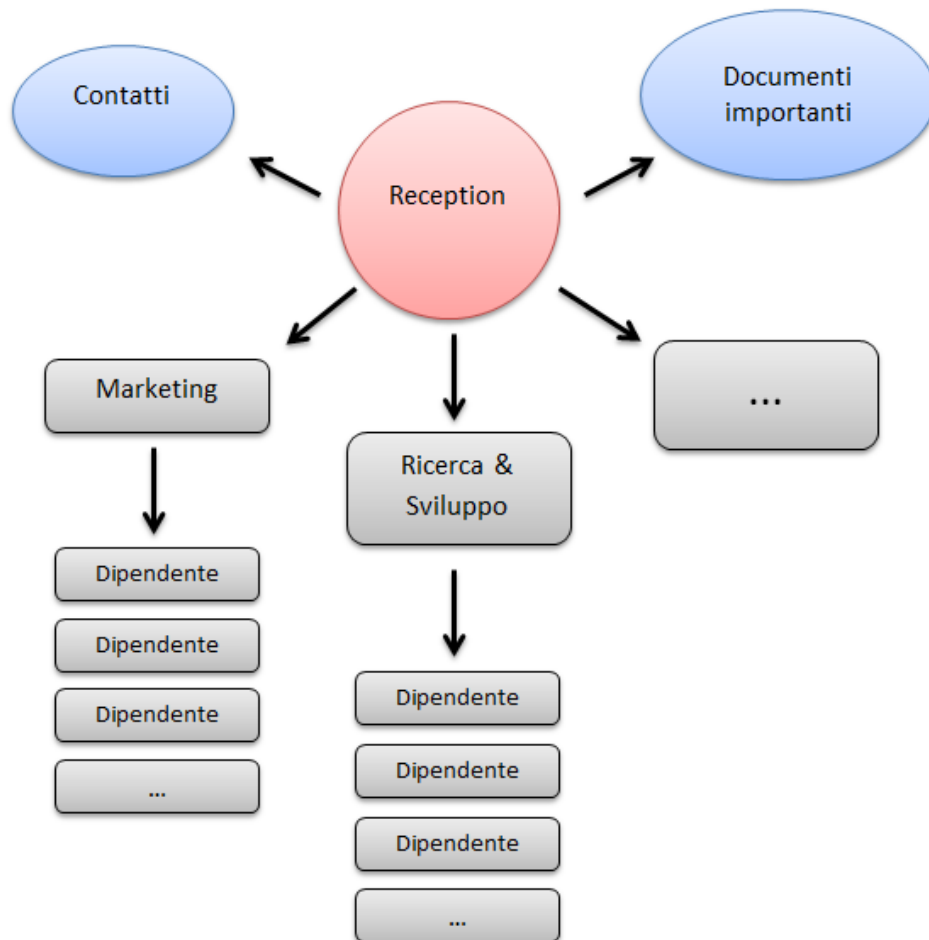 Contatti
Documenti
importanti
Reception
Marketing
...
Ricerca &
Sviluppo
Dipendente
Dipendente
Dipendente
...
Dipendente
Dipendente
Dipendente
...